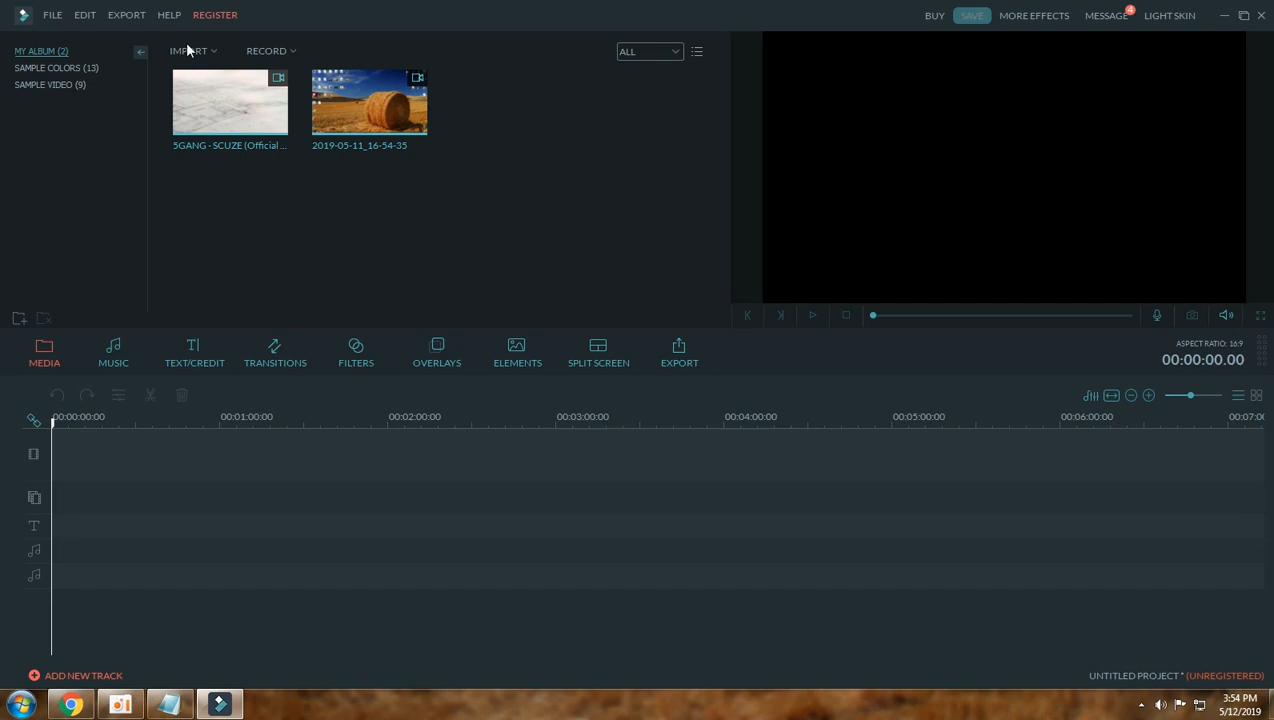 FILE EDIT EXPORT HELP REGISTER BUY SAVE MORE EFFECTS MESSAGE 4 LIGHT SKIN
MY ALBUM (2) IMPORT RECORD ALL
SAMPLE COLORS (13)
SAMPLE VIDEO (9)
5GANG - SCUZE (Official ... 2019-05-11_16-54-35
MEDIA MUSIC TEXT/CREDIT TRANSITIONS FILTERS OVERLAYS ELEMENTS SPLIT SCREEN EXPORT
ASPECT RATIO: 16:9
00:00:00.00
00:00:00:00 00:01:00:00 00:02:00:00 00:03:00:00 00:04:00:00 00:05:00:00 00:06:00:00 00:07:0
T
ADD NEW TRACK UNTITLED PROJECT * (UNREGISTERED)
3:54 PM
5/12/2019